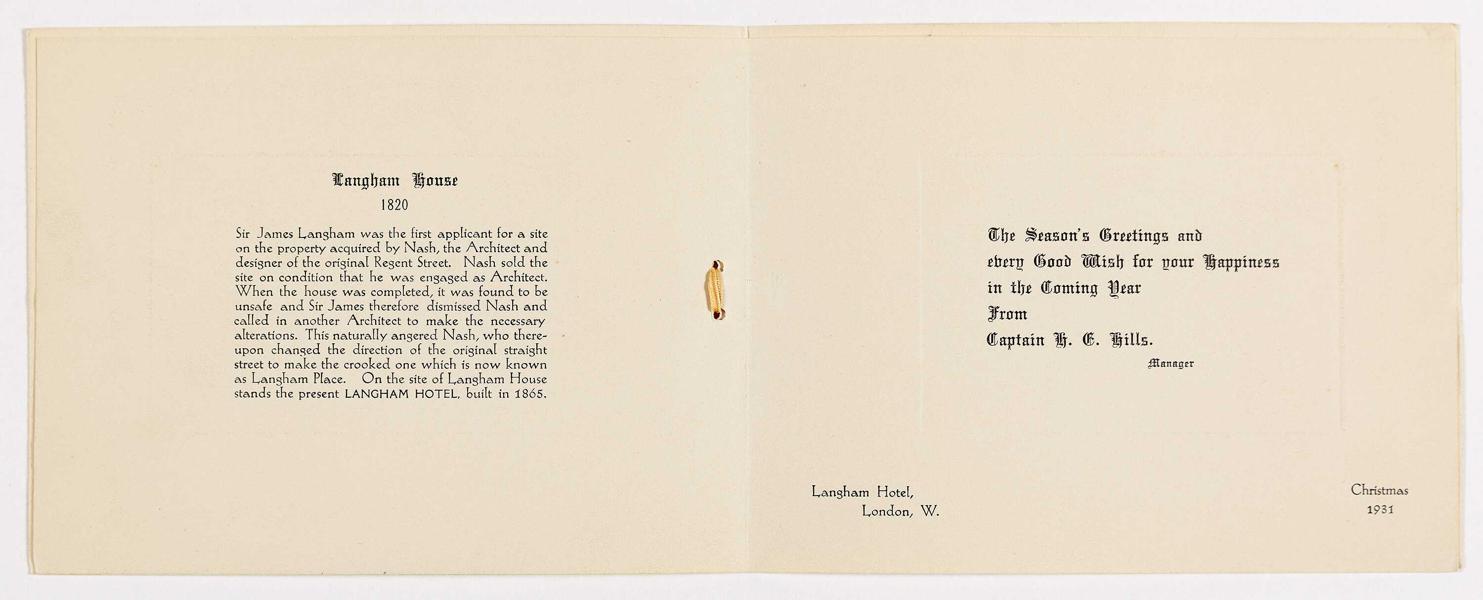 Langham House
1820
Sir James Langham was the first applicant for a site
on the property acquired by Nash, the Architect and
designer of the original Regent Street. Nash sold the
site on condition that he was engaged as Architect.
When the house was completed, it was found to be
unsafe and Sir James therefore dismissed Nash and
called in another Architect to make the necessary
alterations. This naturally angered Nash, who there-
upon changed the direction of the original straight
street to make the crooked one which is now known
as Langham Place. On the site of Langham House
stands the present LANGHAM HOTEL, built in 1865.
The Season's Greetings and
every Good Wish for your Happiness
in the Coming Year
From
Captain H. E. Hills.
Manager
Langham Hotel,
London, W.
Christmas
1931